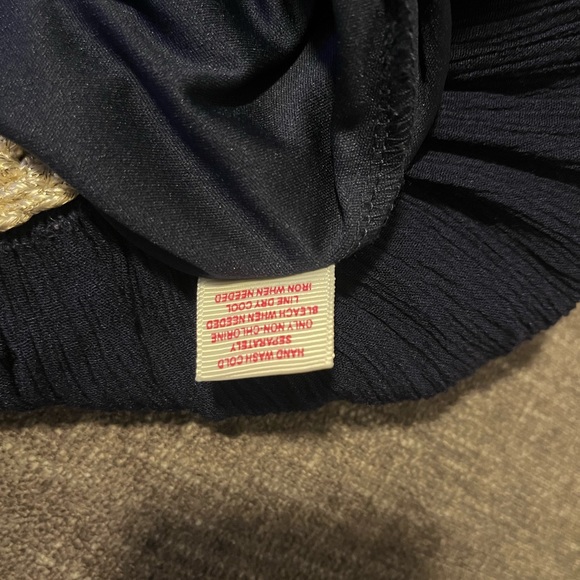 HAND WASH COLD
SEPARATELY
ONLY NON-CHLORINE
BLEACH WHEN NEEDED
LINE DRY COOL
IRON WHEN NEEDED